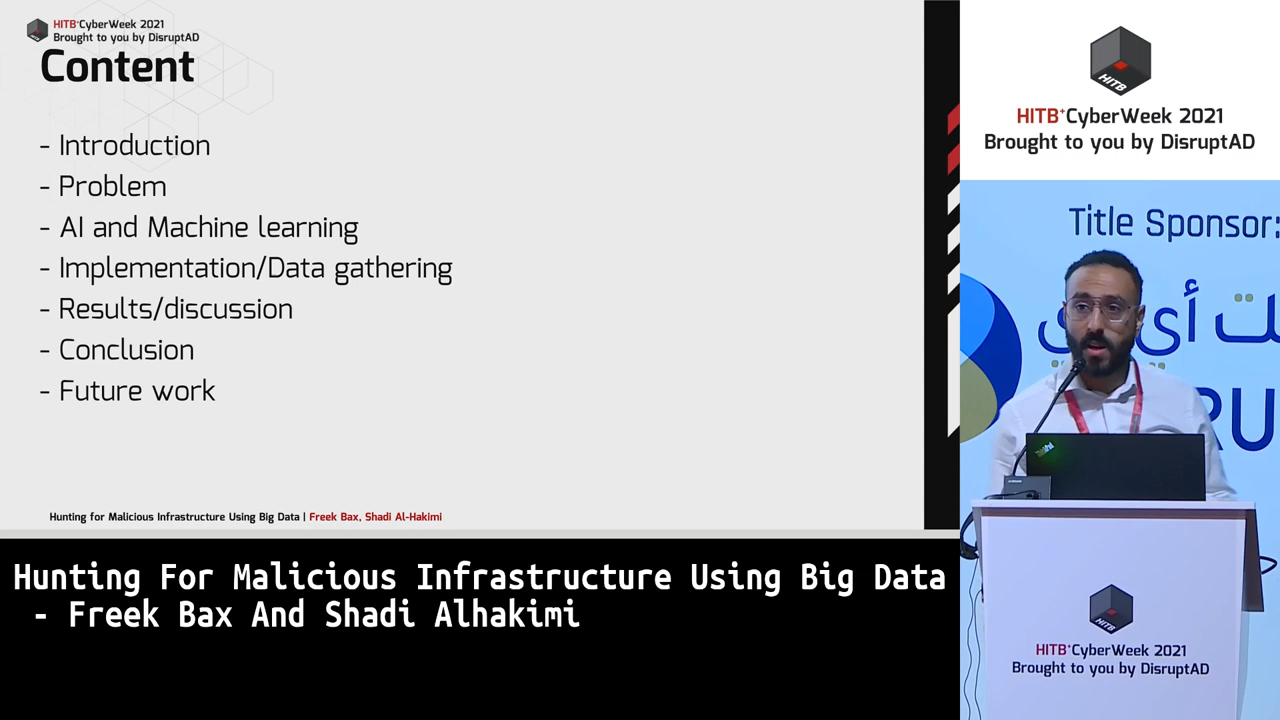 HITB+CyberWeek 2021
Brought to you by DisruptAD
Content
- Introduction
- Problem
- AI and Machine learning
- Implementation/Data gathering
- Results/discussion
- Conclusion
- Future work
Hunting for Malicious Infrastructure Using Big Data | Freek Bax, Shadi Al-Hakimi
Hunting For Malicious Infrastructure Using Big Data
- Freek Bax And Shadi Alhakimi
HITB
HITB+CyberWeek 2021
Brought to you by DisruptAD
Title Sponsor:
RU
HITB
HITB+CyberWeek 2021
Brought to you by DisruptAD